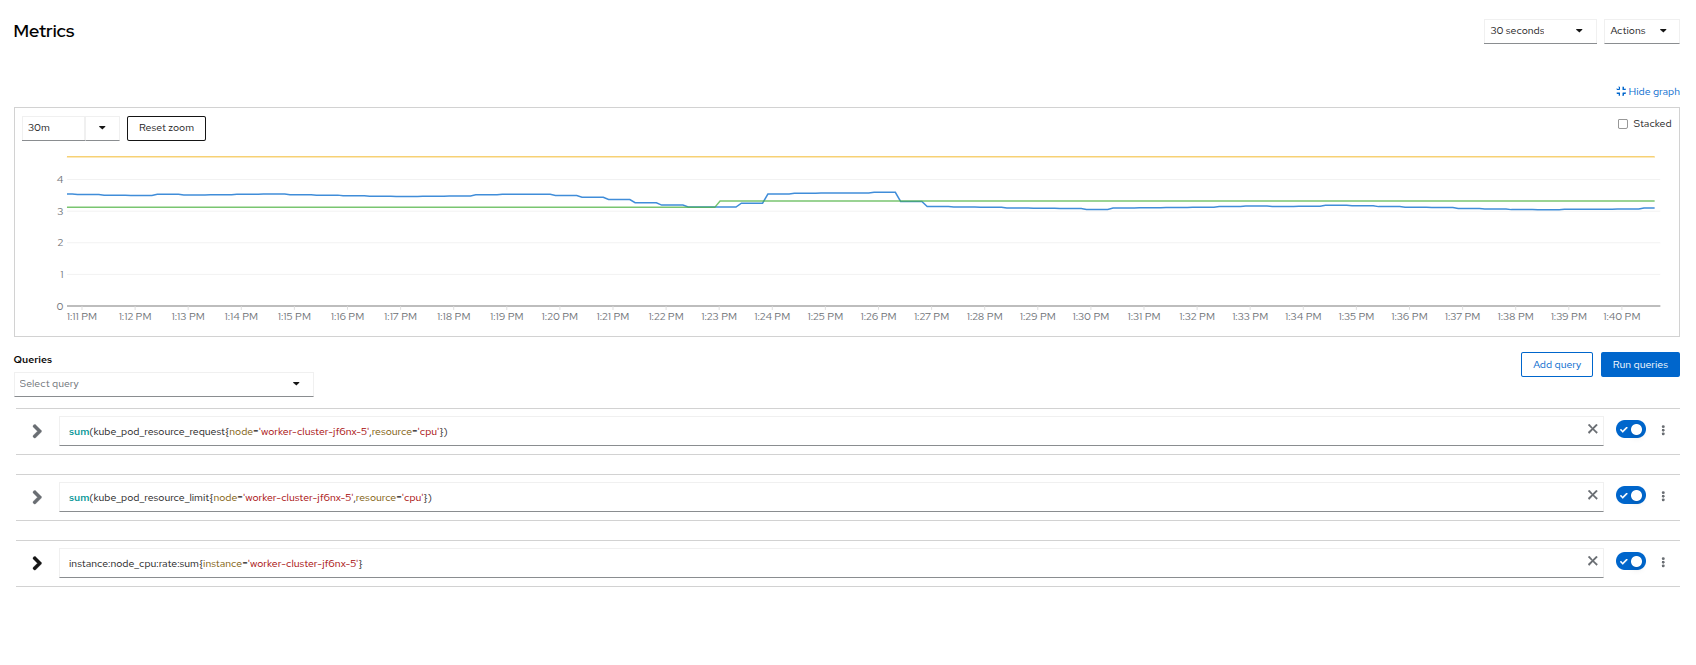 Metrics
30 seconds
Actions
Hide graph
30m
Reset zoom
Stacked
4
3
2
1
0
1:11 PM 1:12 PM 1:13 PM 1:14 PM 1:15 PM 1:16 PM 1:17 PM 1:18 PM 1:19 PM 1:20 PM 1:21 PM 1:22 PM 1:23 PM 1:24 PM 1:25 PM 1:26 PM 1:27 PM 1:28 PM 1:29 PM 1:30 PM 1:31 PM 1:32 PM 1:33 PM 1:34 PM 1:35 PM 1:36 PM 1:37 PM 1:38 PM 1:39 PM 1:40 PM
Queries
Select query
Add query
Run queries
sum(kube_pod_resource_request{node='worker-cluster-jf6nx-5',resource='cpu'})
sum(kube_pod_resource_limit{node='worker-cluster-jf6nx-5',resource='cpu'})
instance:node_cpu:rate:sum{instance='worker-cluster-jf6nx-5'}